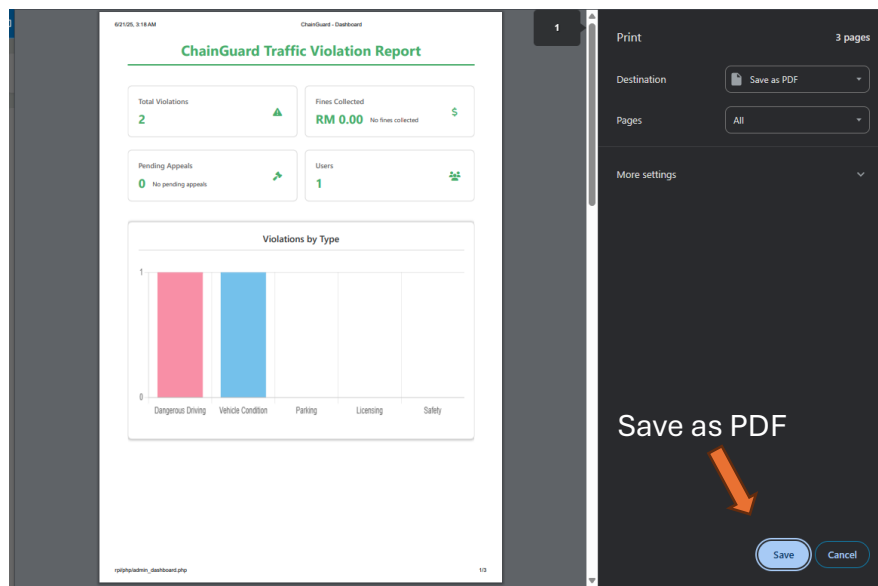 6/21/25, 3:18 AM
ChainGuard - Dashboard
ChainGuard Traffic Violation Report
Total Violations
2
Fines Collected
RM 0.00 No fines collected
$
Pending Appeals
0 No pending appeals
Users
1
Violations by Type
1
0
Dangerous Driving Vehicle Condition Parking Licensing Safety
rpi/php/admin_dashboard.php
1/3
1
Print
3 pages
Destination
Save as PDF
Pages
All
More settings
Save as PDF
Save
Cancel